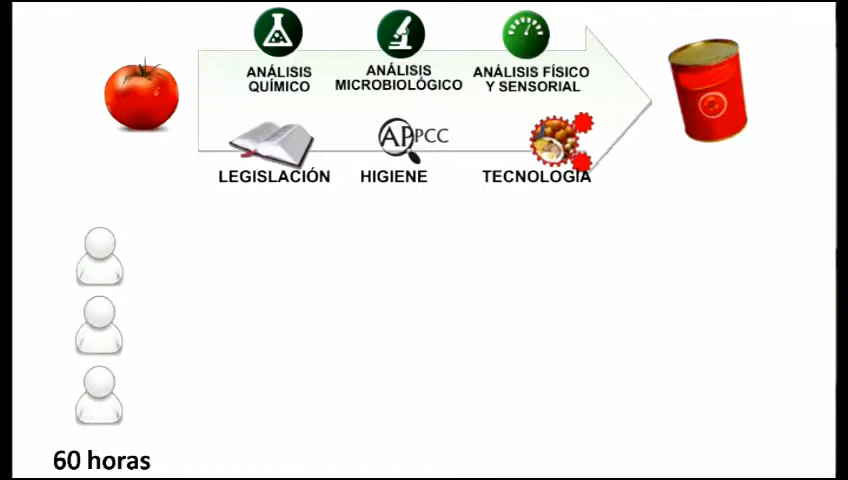 ANÁLISIS
QUÍMICO
ANÁLISIS
MICROBIOLÓGICO
ANÁLISIS FÍSICO
Y SENSORIAL
APPCC
LEGISLACIÓN
HIGIENE
TECNOLOGÍA
60 horas